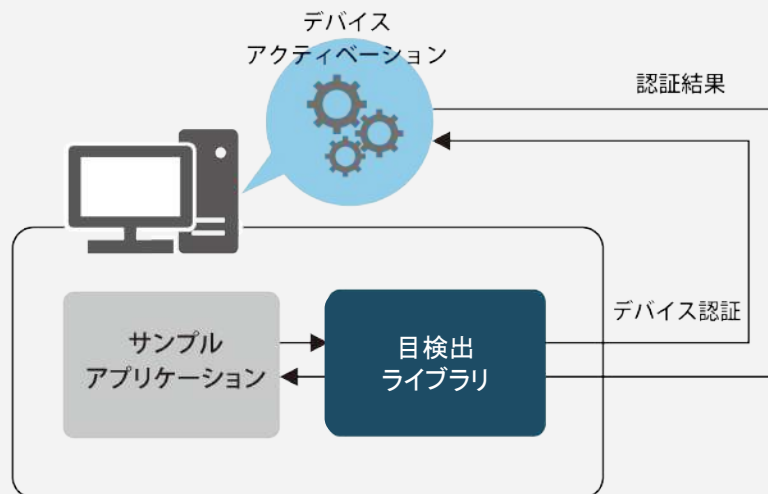 デバイス
アクティベーション
認証結果
デバイス認証
サンプル
アプリケーション
目検出
ライブラリ